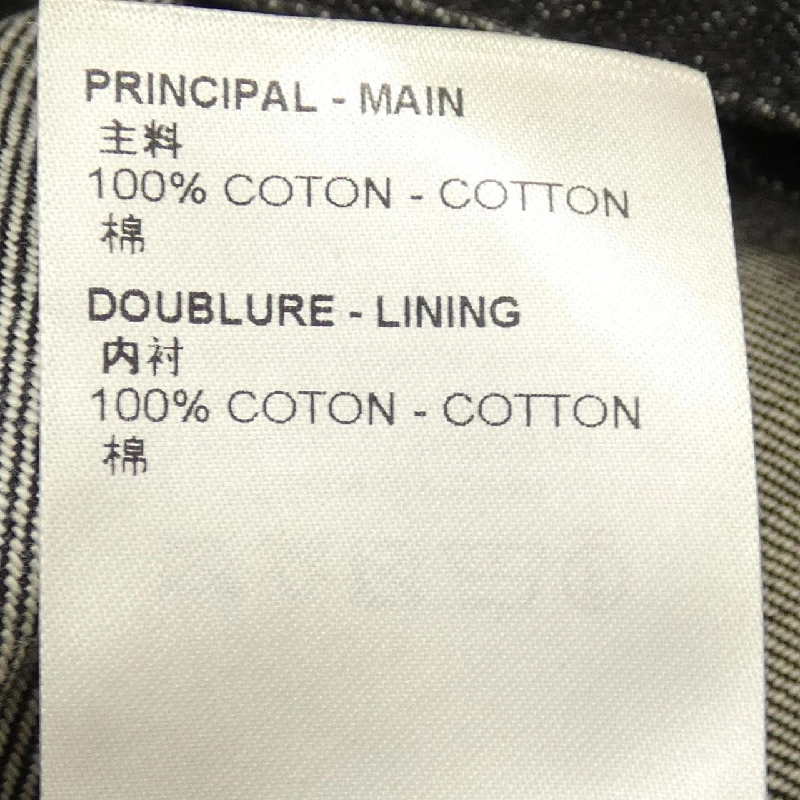 PRINCIPAL - MAIN
主料
100% COTON - COTTON
棉
DOUBLURE - LINING
内衬
100% COTON - COTTON
棉